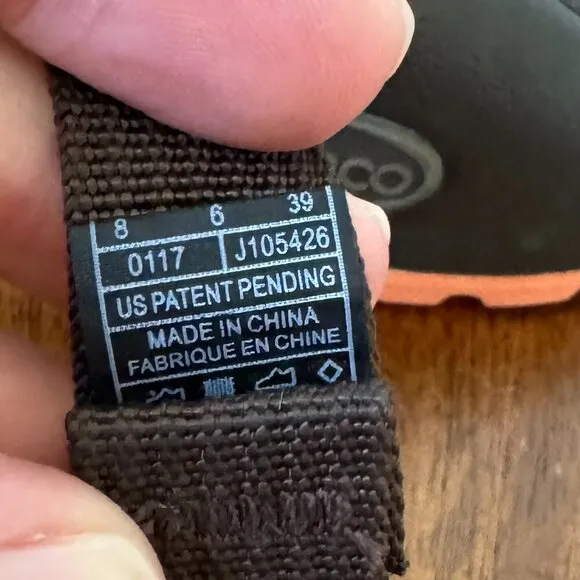 8 6 39
0117 J105426
US PATENT PENDING
MADE IN CHINA
FABRIQUE EN CHINE